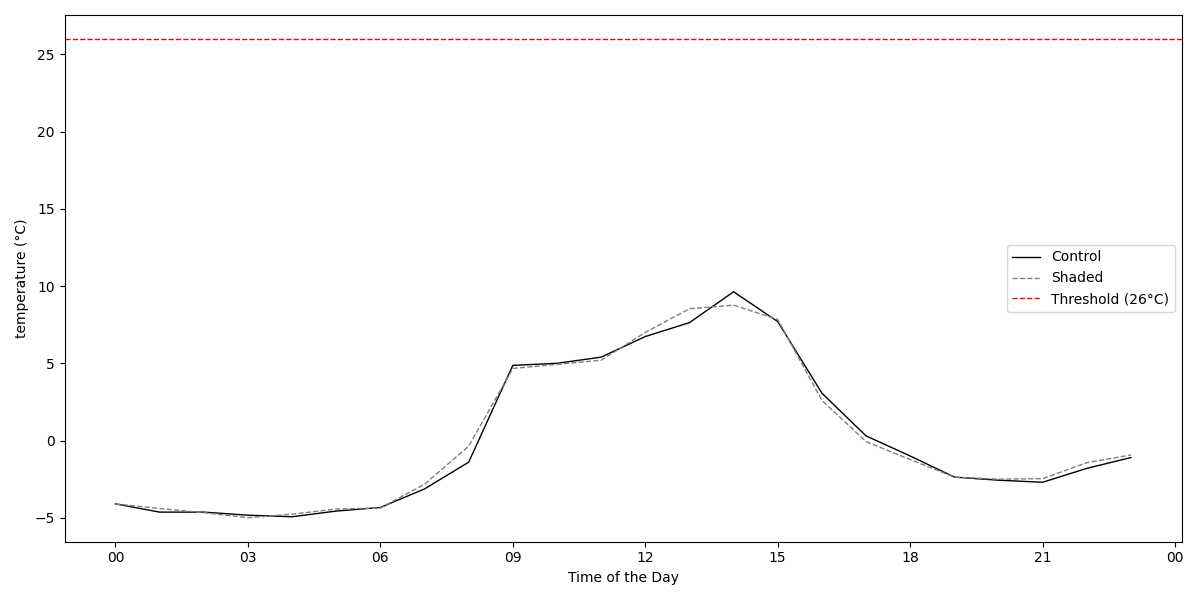 25
20
15
10
5
0
−5
temperature (°C)
Control
Shaded
Threshold (26°C)
00 03 06 09 12 15 18 21 00
Time of the Day